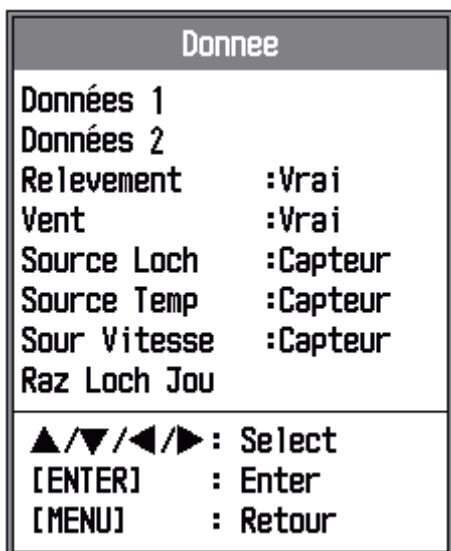 Donnee
Données 1
Données 2
Relevement :Vrai
Vent :Vrai
Source Loch :Capteur
Source Temp :Capteur
Sour Vitesse :Capteur
Raz Loch Jou
▲/▼/◀/▶: Select
[ENTER] : Enter
[MENU] : Retour